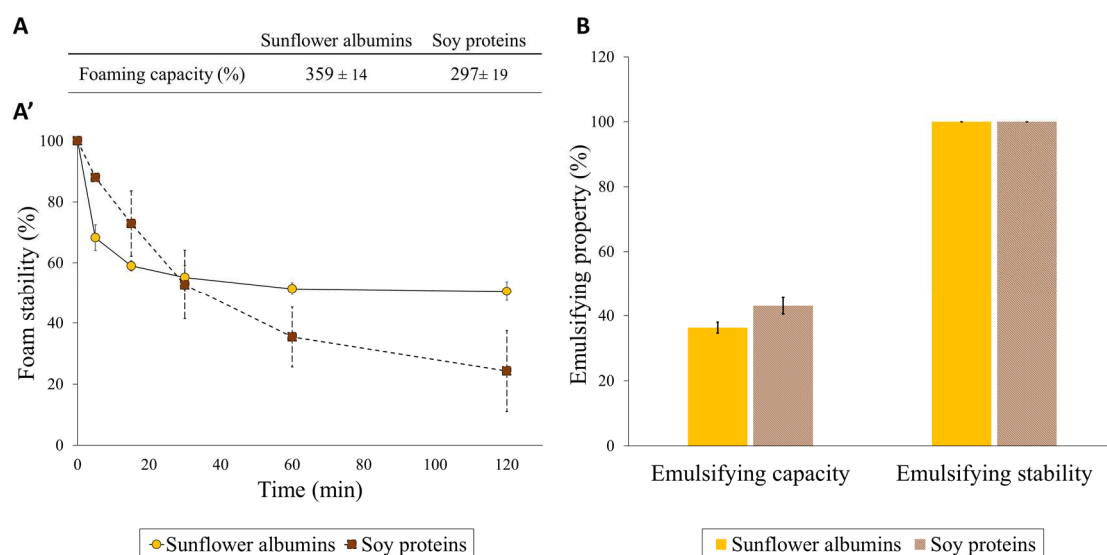 A
Sunflower albumins Soy proteins
Foaming capacity (%) 359 ± 14 297± 19
A’
100
80
60
40
20
0
Foam stability (%)
0 20 40 60 80 100 120
Time (min)
Sunflower albumins Soy proteins
B
120
100
80
60
40
20
0
Emulsifying property (%)
Emulsifying capacity Emulsifying stability
Sunflower albumins Soy proteins